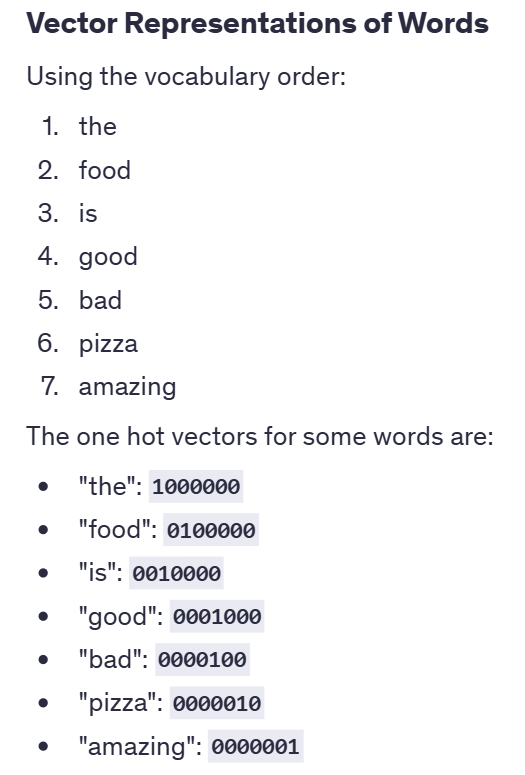 Vector Representations of Words
Using the vocabulary order:
1. the
2. food
3. is
4. good
5. bad
6. pizza
7. amazing
The one hot vectors for some words are:
• "the": 1000000
• "food": 0100000
• "is": 0010000
• "good": 0001000
• "bad": 0000100
• "pizza": 0000010
• "amazing": 0000001